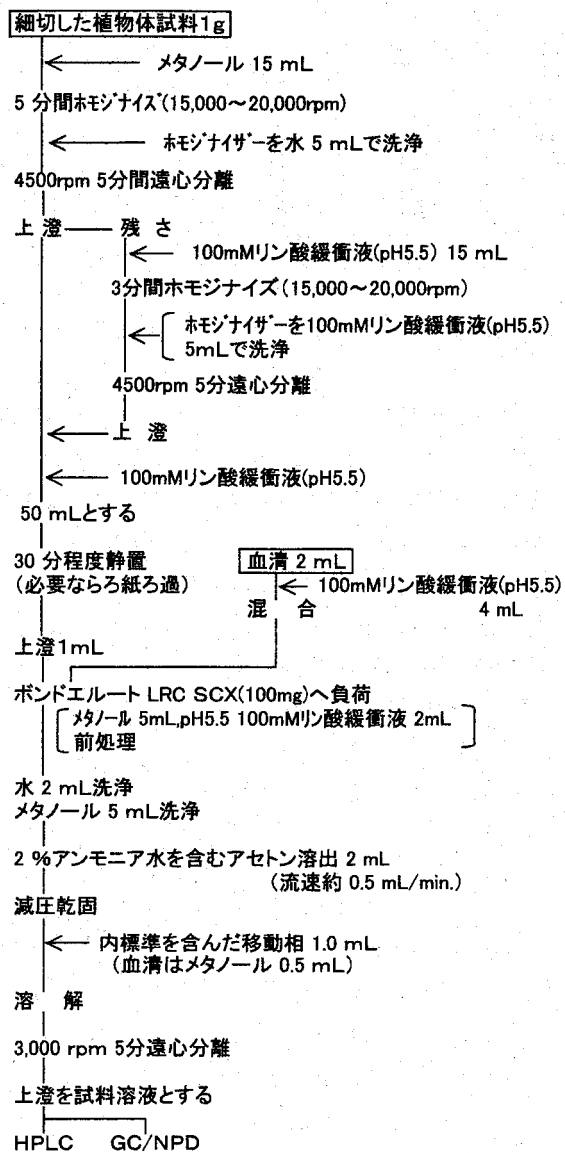 細切した植物体試料1g
メタノール 15 mL
5 分間ホモジナイズ(15,000～20,000rpm)
ホモジナイザーを水 5 mLで洗浄
4500rpm 5分間遠心分離
上 澄 残 さ
100mMリン酸緩衝液(pH5.5) 15 mL
3分間ホモジナイズ(15,000～20,000rpm)
ホモジナイザーを100mMリン酸緩衝液(pH5.5)
5mLで洗浄
4500rpm 5分遠心分離
上 澄
100mMリン酸緩衝液(pH5.5)
50 mLとする
30 分程度静置 血清 2 mL
(必要ならろ紙ろ過) 100mMリン酸緩衝液(pH5.5)
混 合 4 mL
上澄1mL
ボンドエルート LRC SCX(100mg)へ負荷
メタノール 5mL,pH5.5 100mMリン酸緩衝液 2mL
前処理
水 2 mL洗浄
メタノール 5 mL洗浄
2 %アンモニア水を含むアセトン溶出 2 mL
(流速約 0.5 mL/min.)
減圧乾固
内標準を含んだ移動相 1.0 mL
(血清はメタノール 0.5 mL)
溶 解
3,000 rpm 5分遠心分離
上澄を試料溶液とする
HPLC GC/NPD